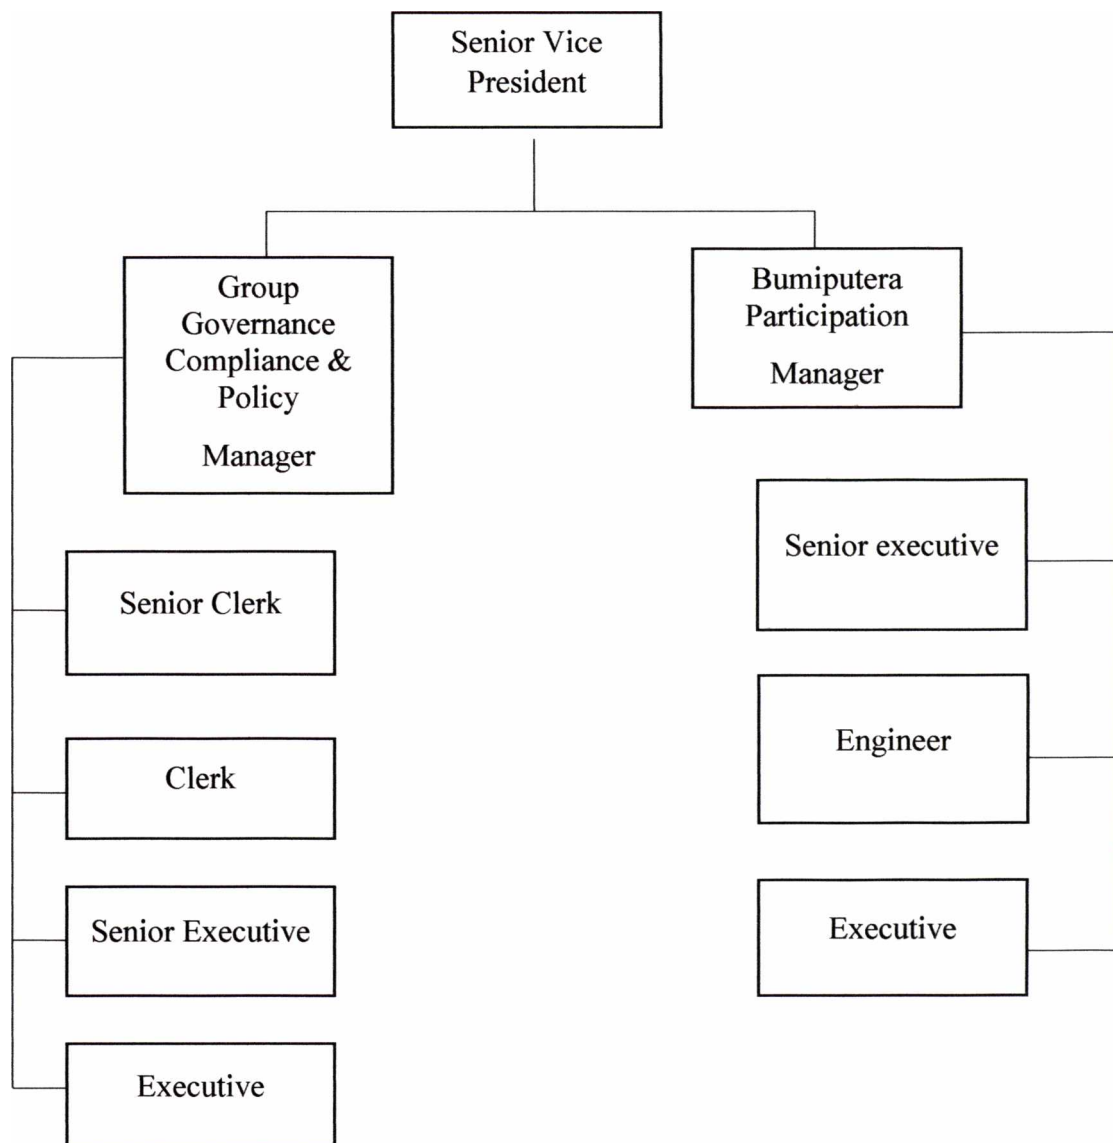 Senior Vice
President
Group
Governance
Compliance &
Policy
Manager
Bumiputera
Participation
Manager
Senior Clerk
Clerk
Senior Executive
Executive
Senior executive
Engineer
Executive